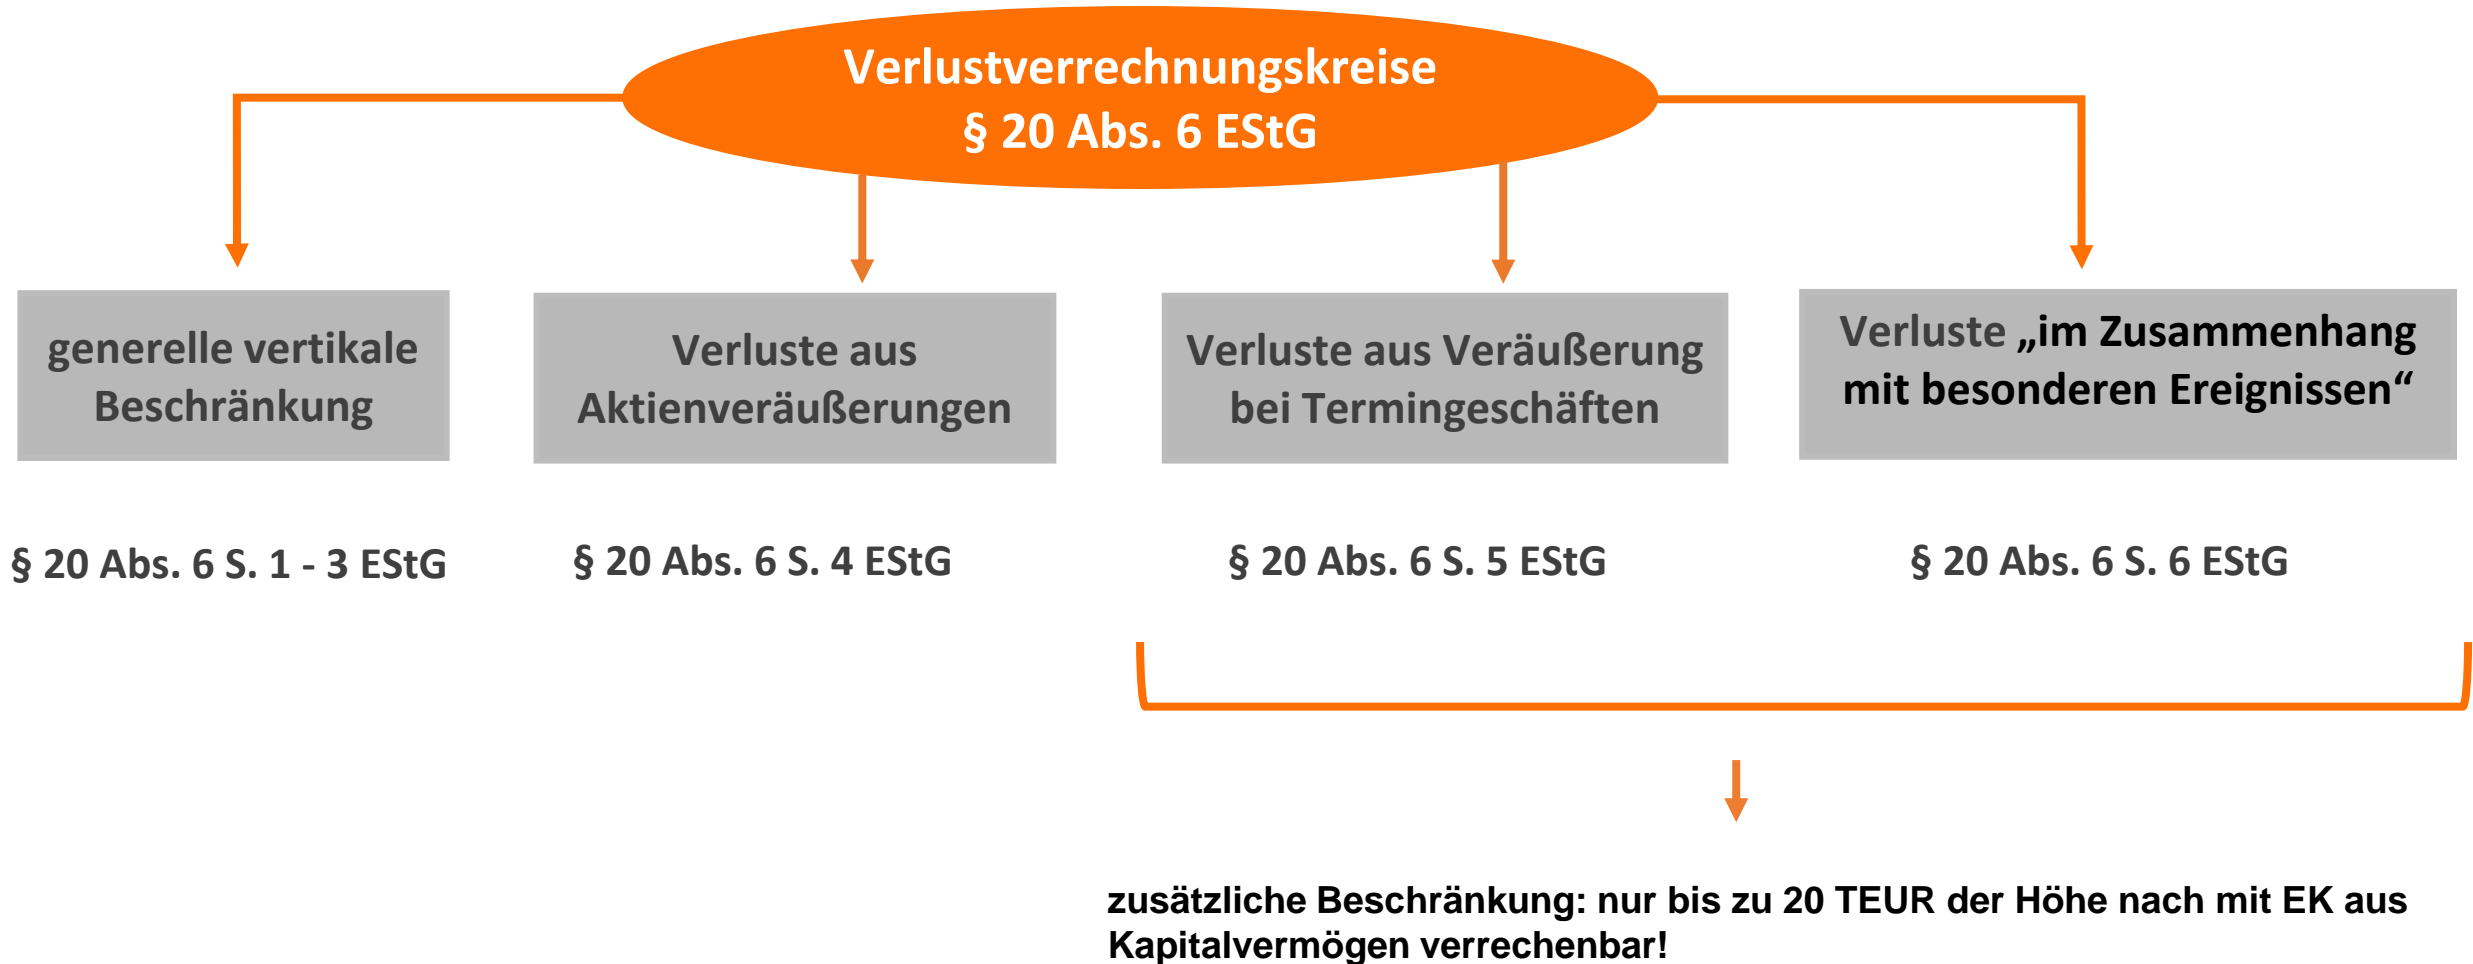 Verlustverrechnungskreise
§ 20 Abs. 6 EStG
generelle vertikale
Beschränkung
Verluste aus
Aktienveräußerungen
Verluste aus Veräußerung
bei Termingeschäften
Verluste „im Zusammenhang
mit besonderen Ereignissen“
§ 20 Abs. 6 S. 1 - 3 EStG
§ 20 Abs. 6 S. 4 EStG
§ 20 Abs. 6 S. 5 EStG
§ 20 Abs. 6 S. 6 EStG
zusätzliche Beschränkung: nur bis zu 20 TEUR der Höhe nach mit EK aus
Kapitalvermögen verrechenbar!